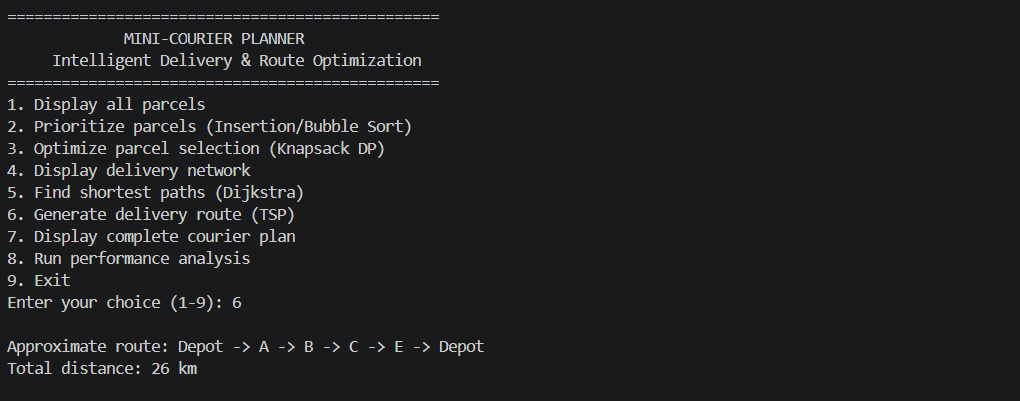 ================================================
MINI-COURIER PLANNER
Intelligent Delivery & Route Optimization
================================================
1. Display all parcels
2. Prioritize parcels (Insertion/Bubble Sort)
3. Optimize parcel selection (Knapsack DP)
4. Display delivery network
5. Find shortest paths (Dijkstra)
6. Generate delivery route (TSP)
7. Display complete courier plan
8. Run performance analysis
9. Exit
Enter your choice (1-9): 6
Approximate route: Depot -> A -> B -> C -> E -> Depot
Total distance: 26 km